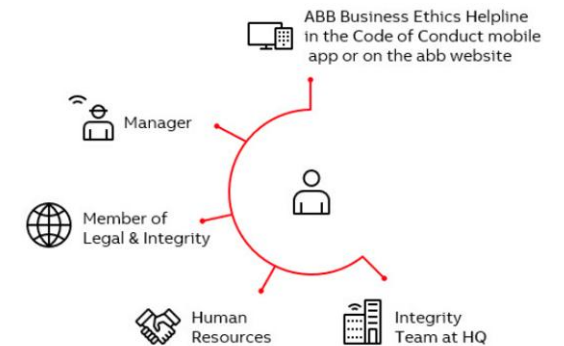 ABB Business Ethics Helpline
in the Code of Conduct mobile
app or on the abb website
Manager
Member of
Legal & Integrity
Human
Resources
Integrity
Team at HQ